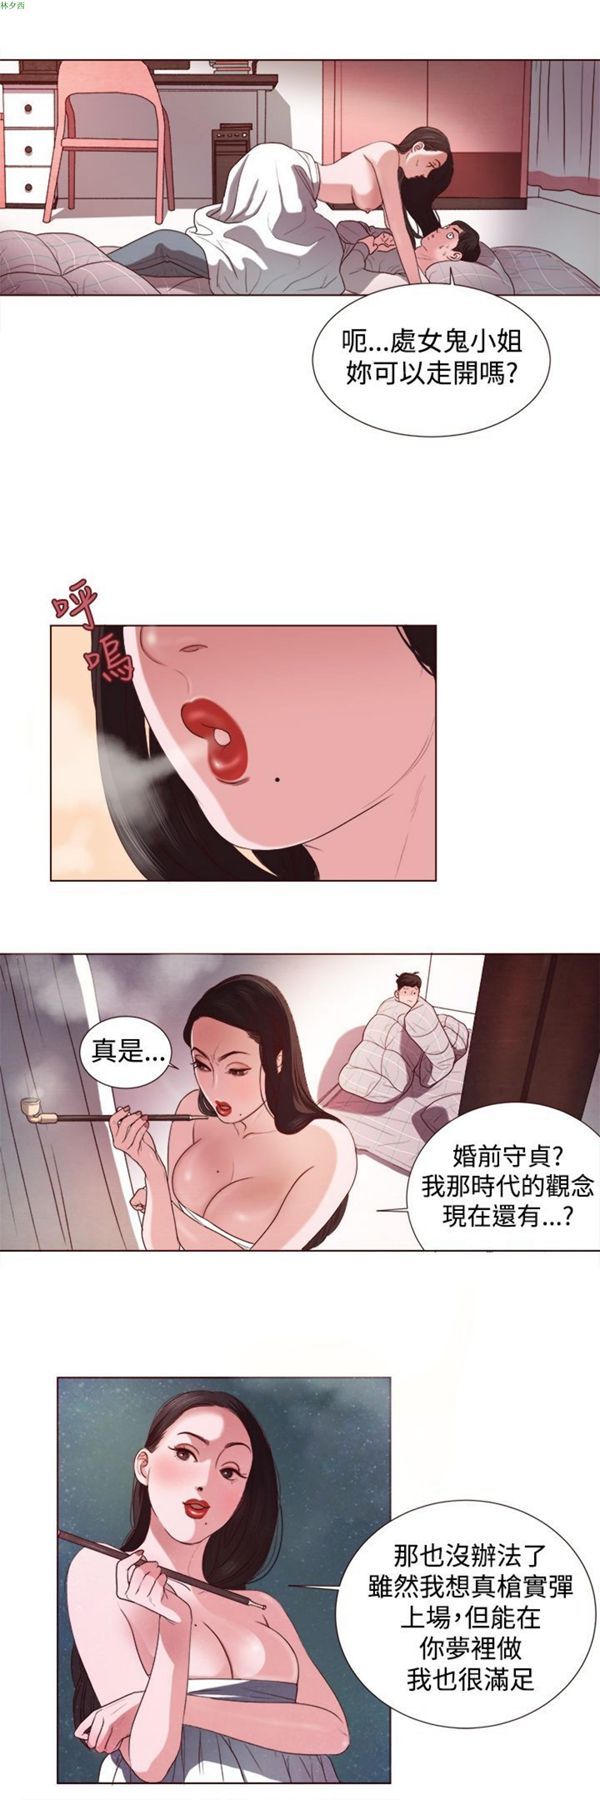 林夕西
呃...處女鬼小姐
妳可以走開嗎?
呼
嗚
真是...
婚前守貞?
我那時代的觀念
現在還有...?
那也沒辦法了
雖然我想真槍實彈
上場,但能在
你夢裡做
我也很滿足